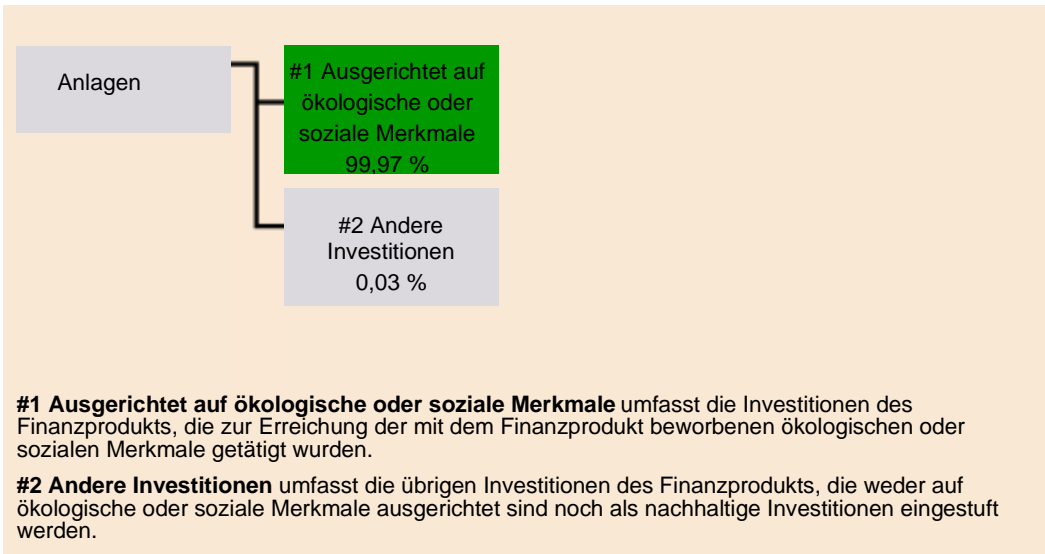 Anlagen
#1 Ausgerichtet auf
ökologische oder
soziale Merkmale
99,97 %
#2 Andere
Investitionen
0,03 %
#1 Ausgerichtet auf ökologische oder soziale Merkmale umfasst die Investitionen des
Finanzprodukts, die zur Erreichung der mit dem Finanzprodukt beworbenen ökologischen oder
sozialen Merkmale getätigt wurden.
#2 Andere Investitionen umfasst die übrigen Investitionen des Finanzprodukts, die weder auf
ökologische oder soziale Merkmale ausgerichtet sind noch als nachhaltige Investitionen eingestuft
werden.